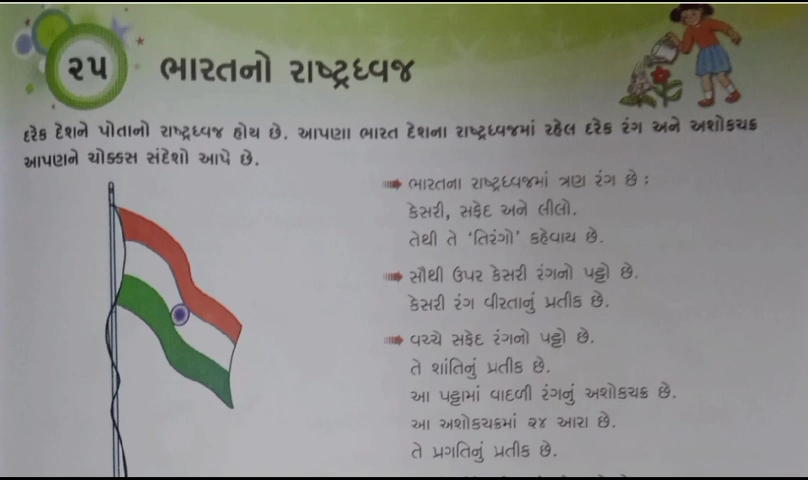 ૨૫ ભારતનો રાષ્ટ્રધ્વજ
દરેક દેશને પોતાનો રાષ્ટ્રધ્વજ હોય છે. આપણા ભારત દેશના રાષ્ટ્રધ્વજમાં રહેલ દરેક રંગ અને અશોકચક્ર
આપણને ચોક્કસ સંદેશો આપે છે.
ભારતના રાષ્ટ્રધ્વજમાં ત્રણ રંગ છે :
કેસરી, સફેદ અને લીલો.
તેથી તે ‘તિરંગો’ કહેવાય છે.
સૌથી ઉપર કેસરી રંગનો પટ્ટો છે.
કેસરી રંગ વીરતાનું પ્રતીક છે.
વચ્ચે સફેદ રંગનો પટ્ટો છે.
તે શાંતિનું પ્રતીક છે.
આ પટ્ટામાં વાદળી રંગનું અશોકચક્ર છે.
આ અશોકચક્રમાં ૨૪ આરા છે.
તે પ્રગતિનું પ્રતીક છે.